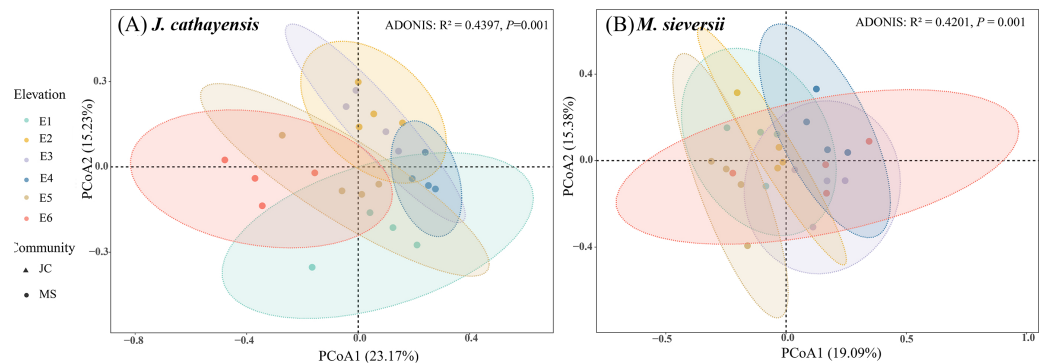 (A) J. cathayensis
ADONIS: R² = 0.4397, P=0.001
Elevation
E1
E2
E3
E4
E5
E6
:ommunity
JC
MS
PCoA2 (15.23%)
0.3
0.0
−0.3
−0.4
0.0
0.4
PCoA1 (23.17%)
(B) M. sieversii
ADONIS: R² = 0.4201, P = 0.001
PCoA2 (15.38%)
0.4
0.0
−0.4
−0.5
0.0
0.5
1.0
PCoA1 (19.09%)